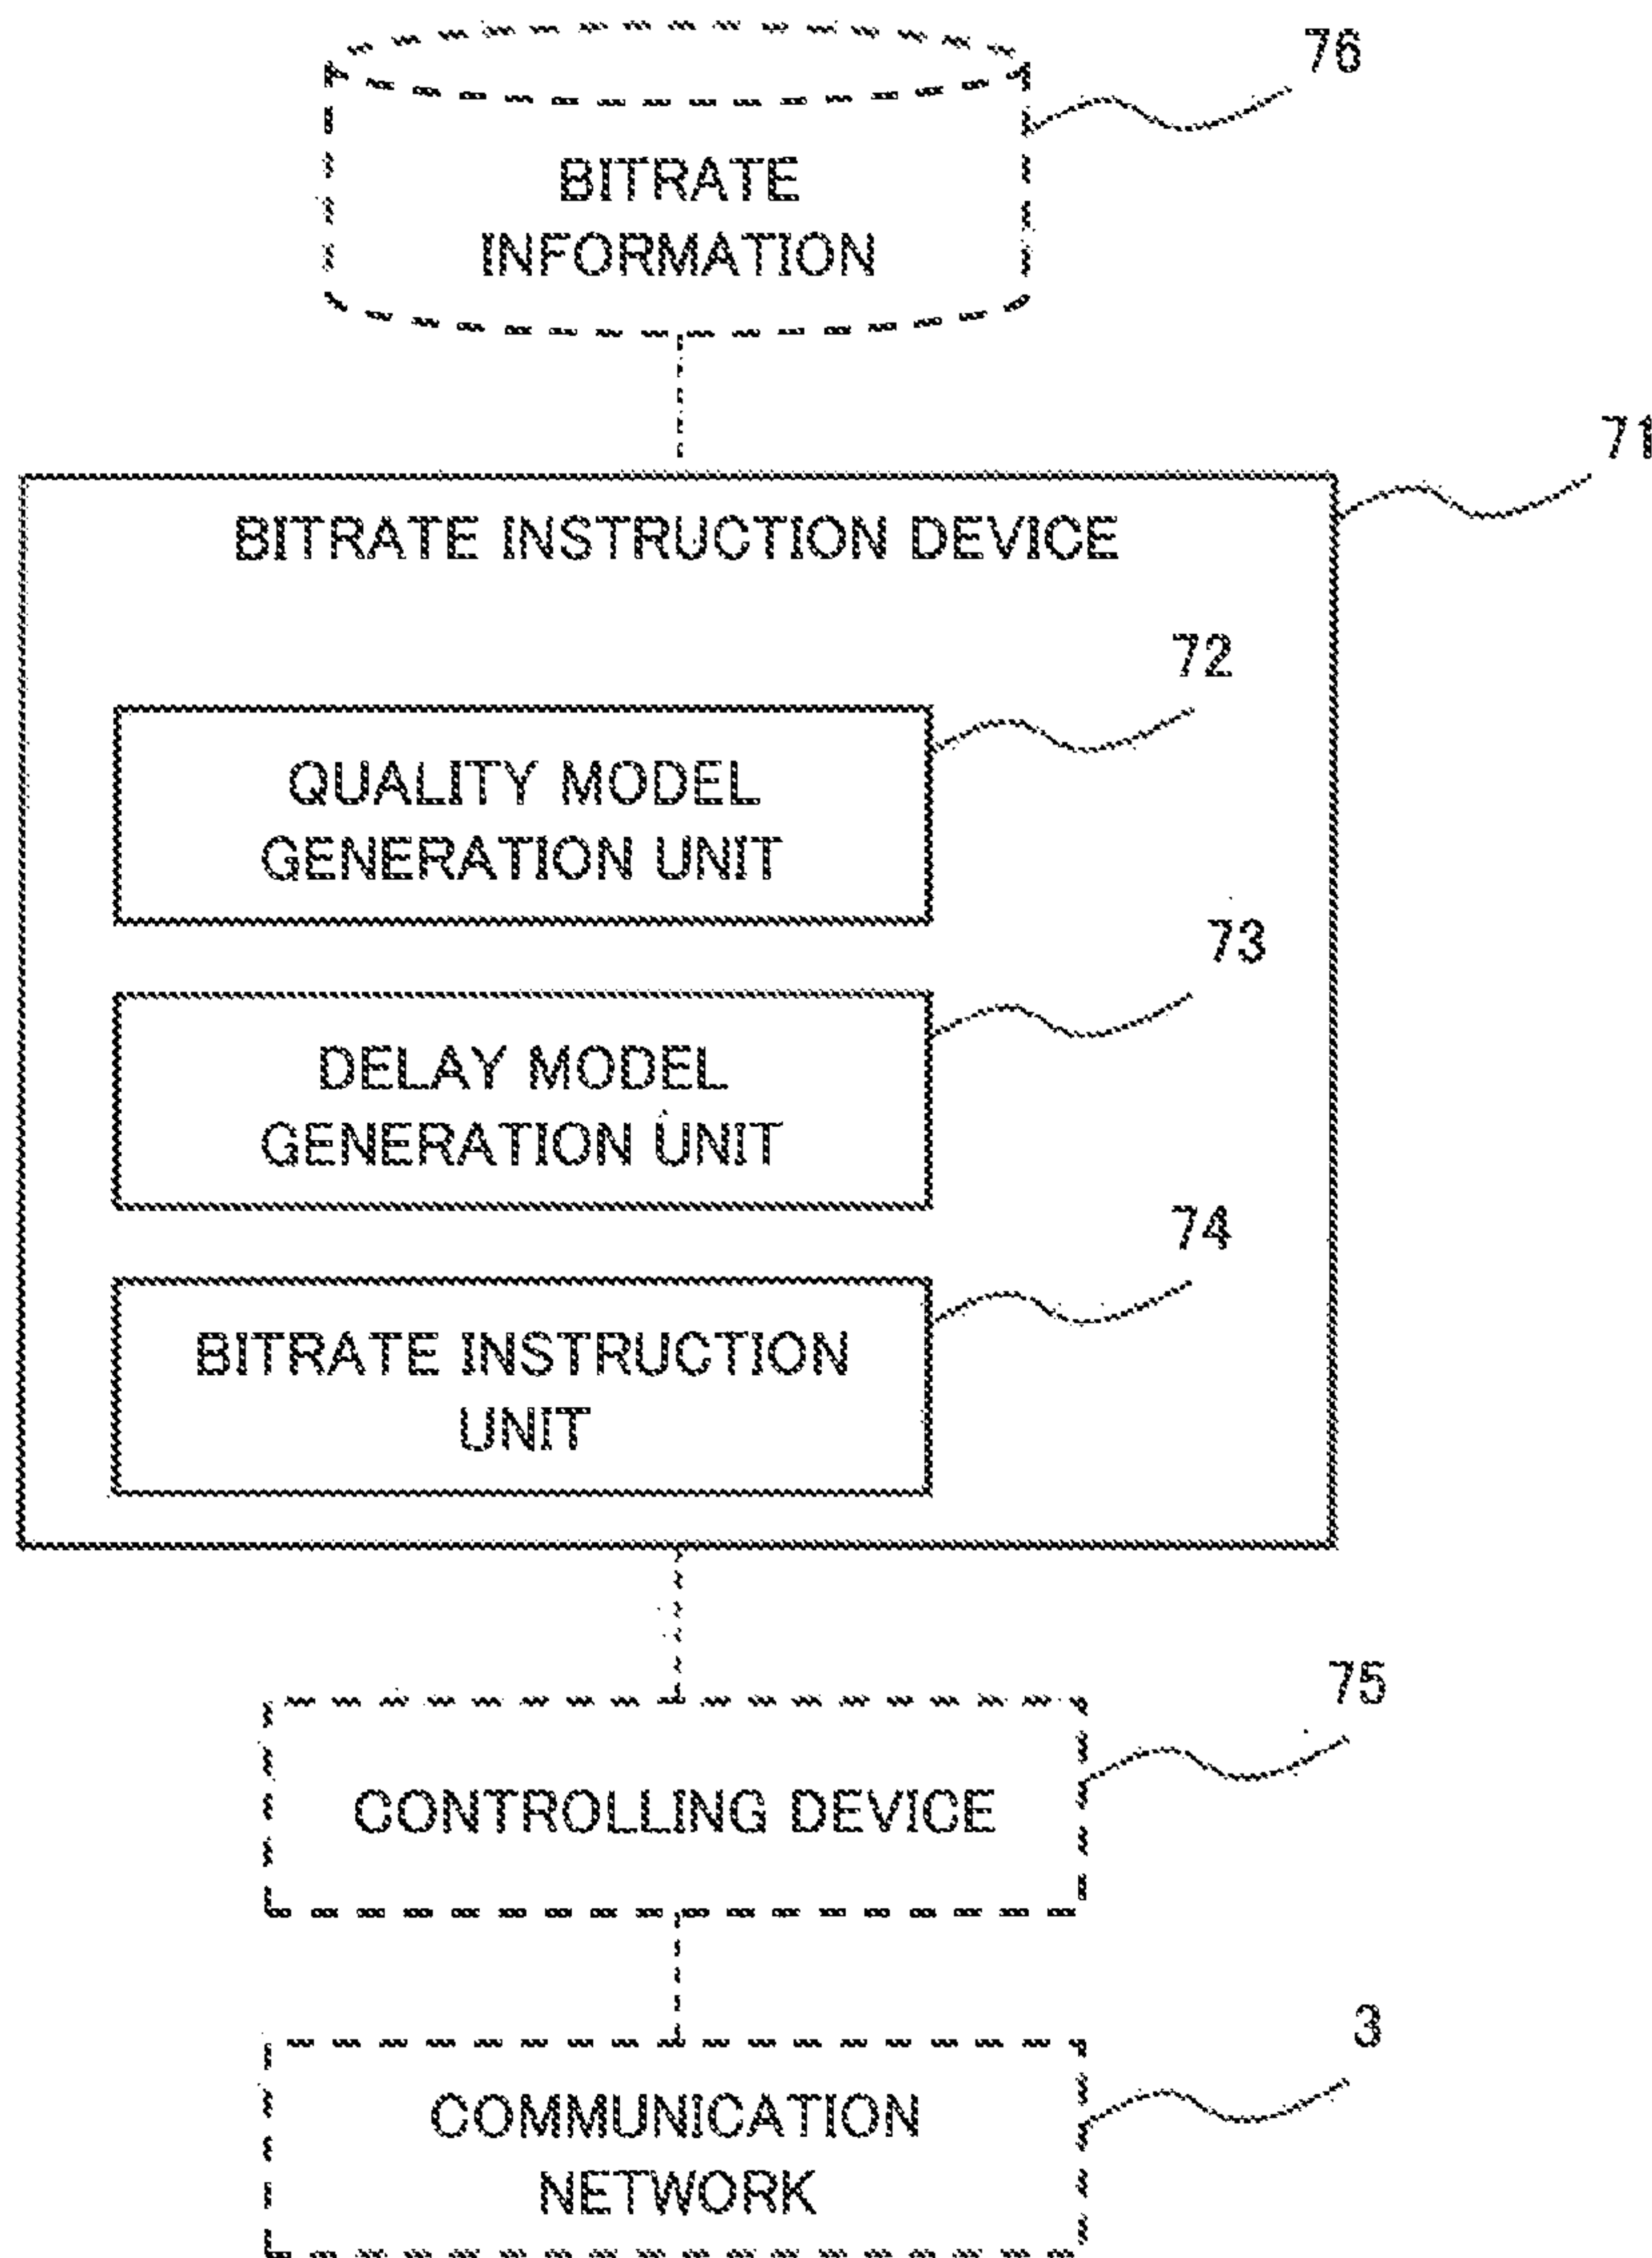 76
BITRATE
INFORMATION
71
BITRATE INSTRUCTION DEVICE
72
QUALITY MODEL
GENERATION UNIT
73
DELAY MODEL
GENERATION UNIT
74
BITRATE INSTRUCTION
UNIT
75
CONTROLLING DEVICE
3
COMMUNICATION
NETWORK